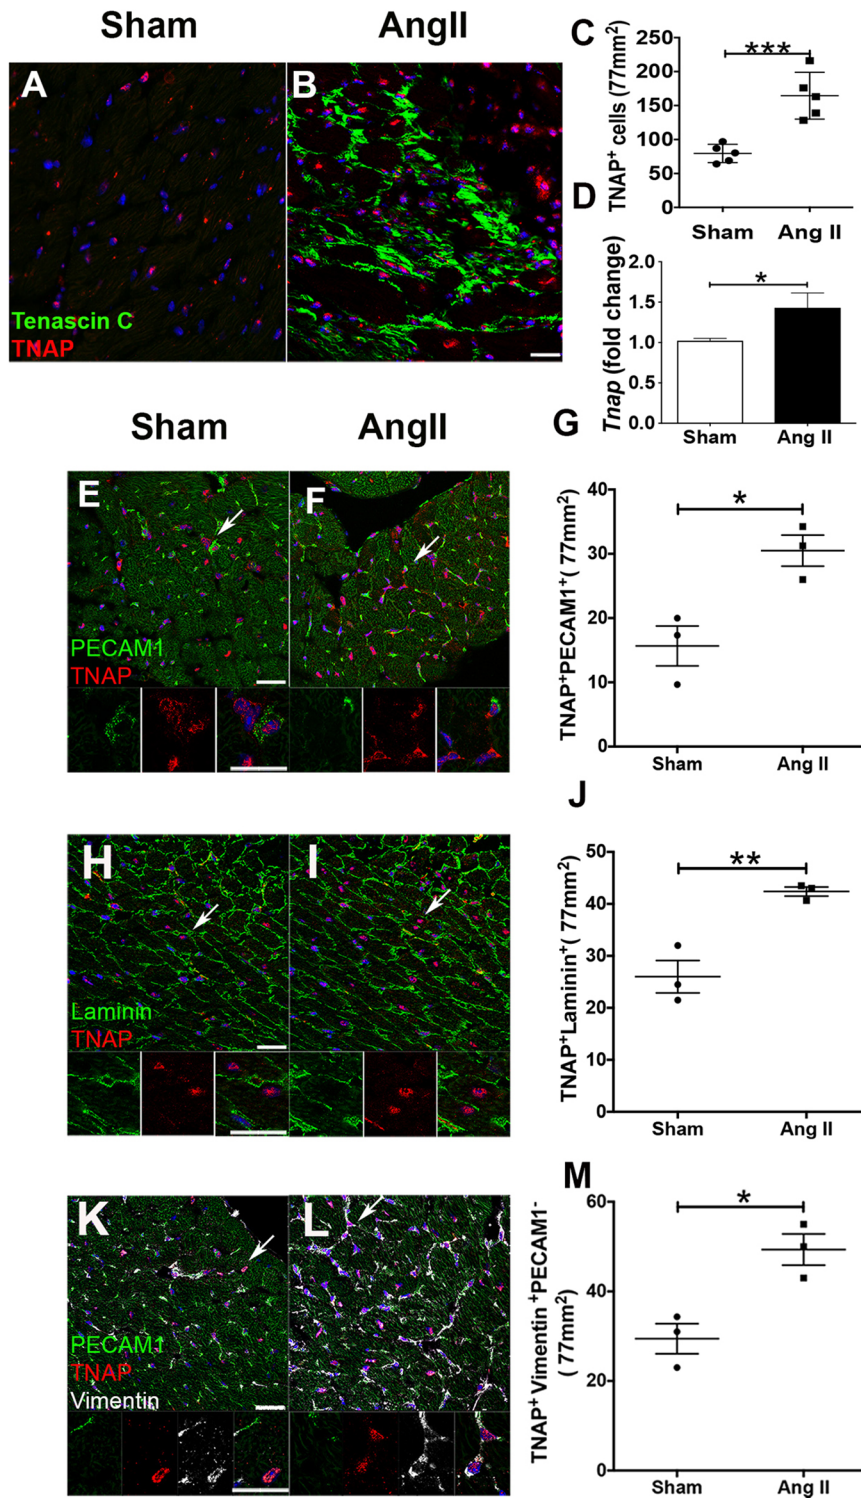 Sham
AngII
A
B
Tenascin C
TNAP
C
TNAP+ cells (77mm2)
250
200
150
100
50
0
***
Sham
Ang II
D
Tnap (fold change)
2.0
1.5
1.0
0.5
0.0
*
Sham
Ang II
Sham
AngII
E
F
PECAM1
TNAP
G
TNAP+PECAM1+( 77mm2)
40
30
20
10
0
*
Sham
Ang II
H
I
Laminin
TNAP
J
TNAP+Laminin+( 77mm2)
50
40
30
20
10
0
**
Sham
Ang II
K
L
PECAM1
TNAP
Vimentin
M
TNAP+ Vimentin +PECAM1-
( 77mm2)
60
40
20
0
*
Sham
Ang II